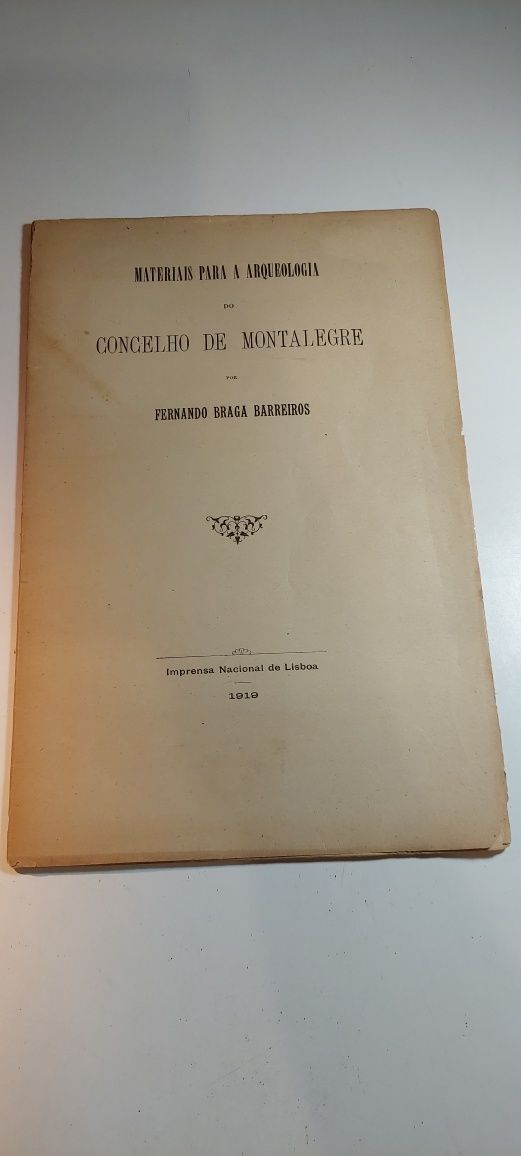 MATERIAIS PARA A ARQUEOLOGIA
DO
CONCELHO DE MONTALEGRE
POR
FERNANDO BRAGA BARREIROS
Imprensa Nacional de Lisboa
1919